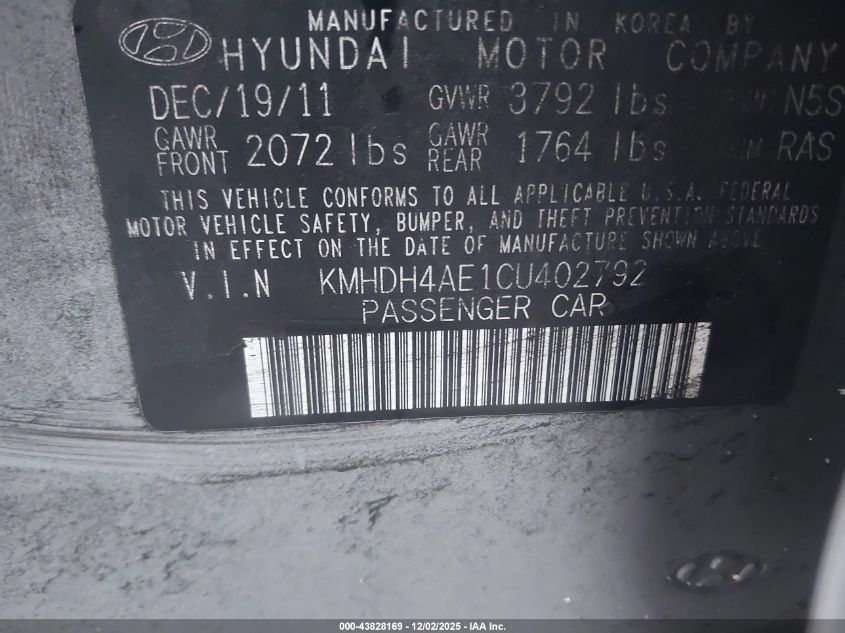 MANUFACTURED IN KOREA BY
HYUNDAI MOTOR COMPANY
DEC/19/11 GVWR 3792 lbs N5S
GAWR FRONT 2072 lbs GAWR REAR 1764 lbs RAS
THIS VEHICLE CONFORMS TO ALL APPLICABLE U.S.A. FEDERAL
MOTOR VEHICLE SAFETY, BUMPER, AND THEFT PREVENTION STANDARDS
IN EFFECT ON THE DATE OF MANUFACTURE SHOWN ABOVE
V.I.N KMHDH4AE1CU402792
PASSENGER CAR
000-43828169 - 12/02/2025 - IAA Inc.